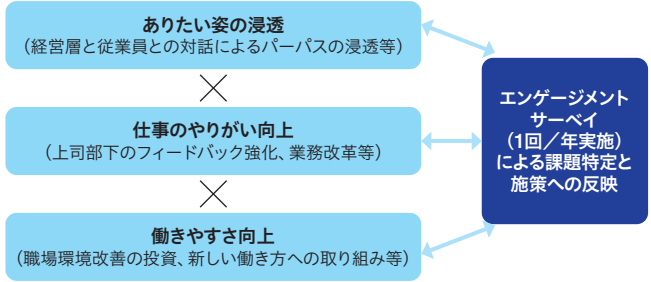 ありたい姿の浸透
（経営層と従業員との対話によるパーパスの浸透等）
×
仕事のやりがい向上
（上司部下のフィードバック強化、業務改革等）
×
働きやすさ向上
（職場環境改善の投資、新しい働き方への取り組み等）
エンゲージメント
サーベイ
（1回／年実施）
による課題特定と
施策への反映